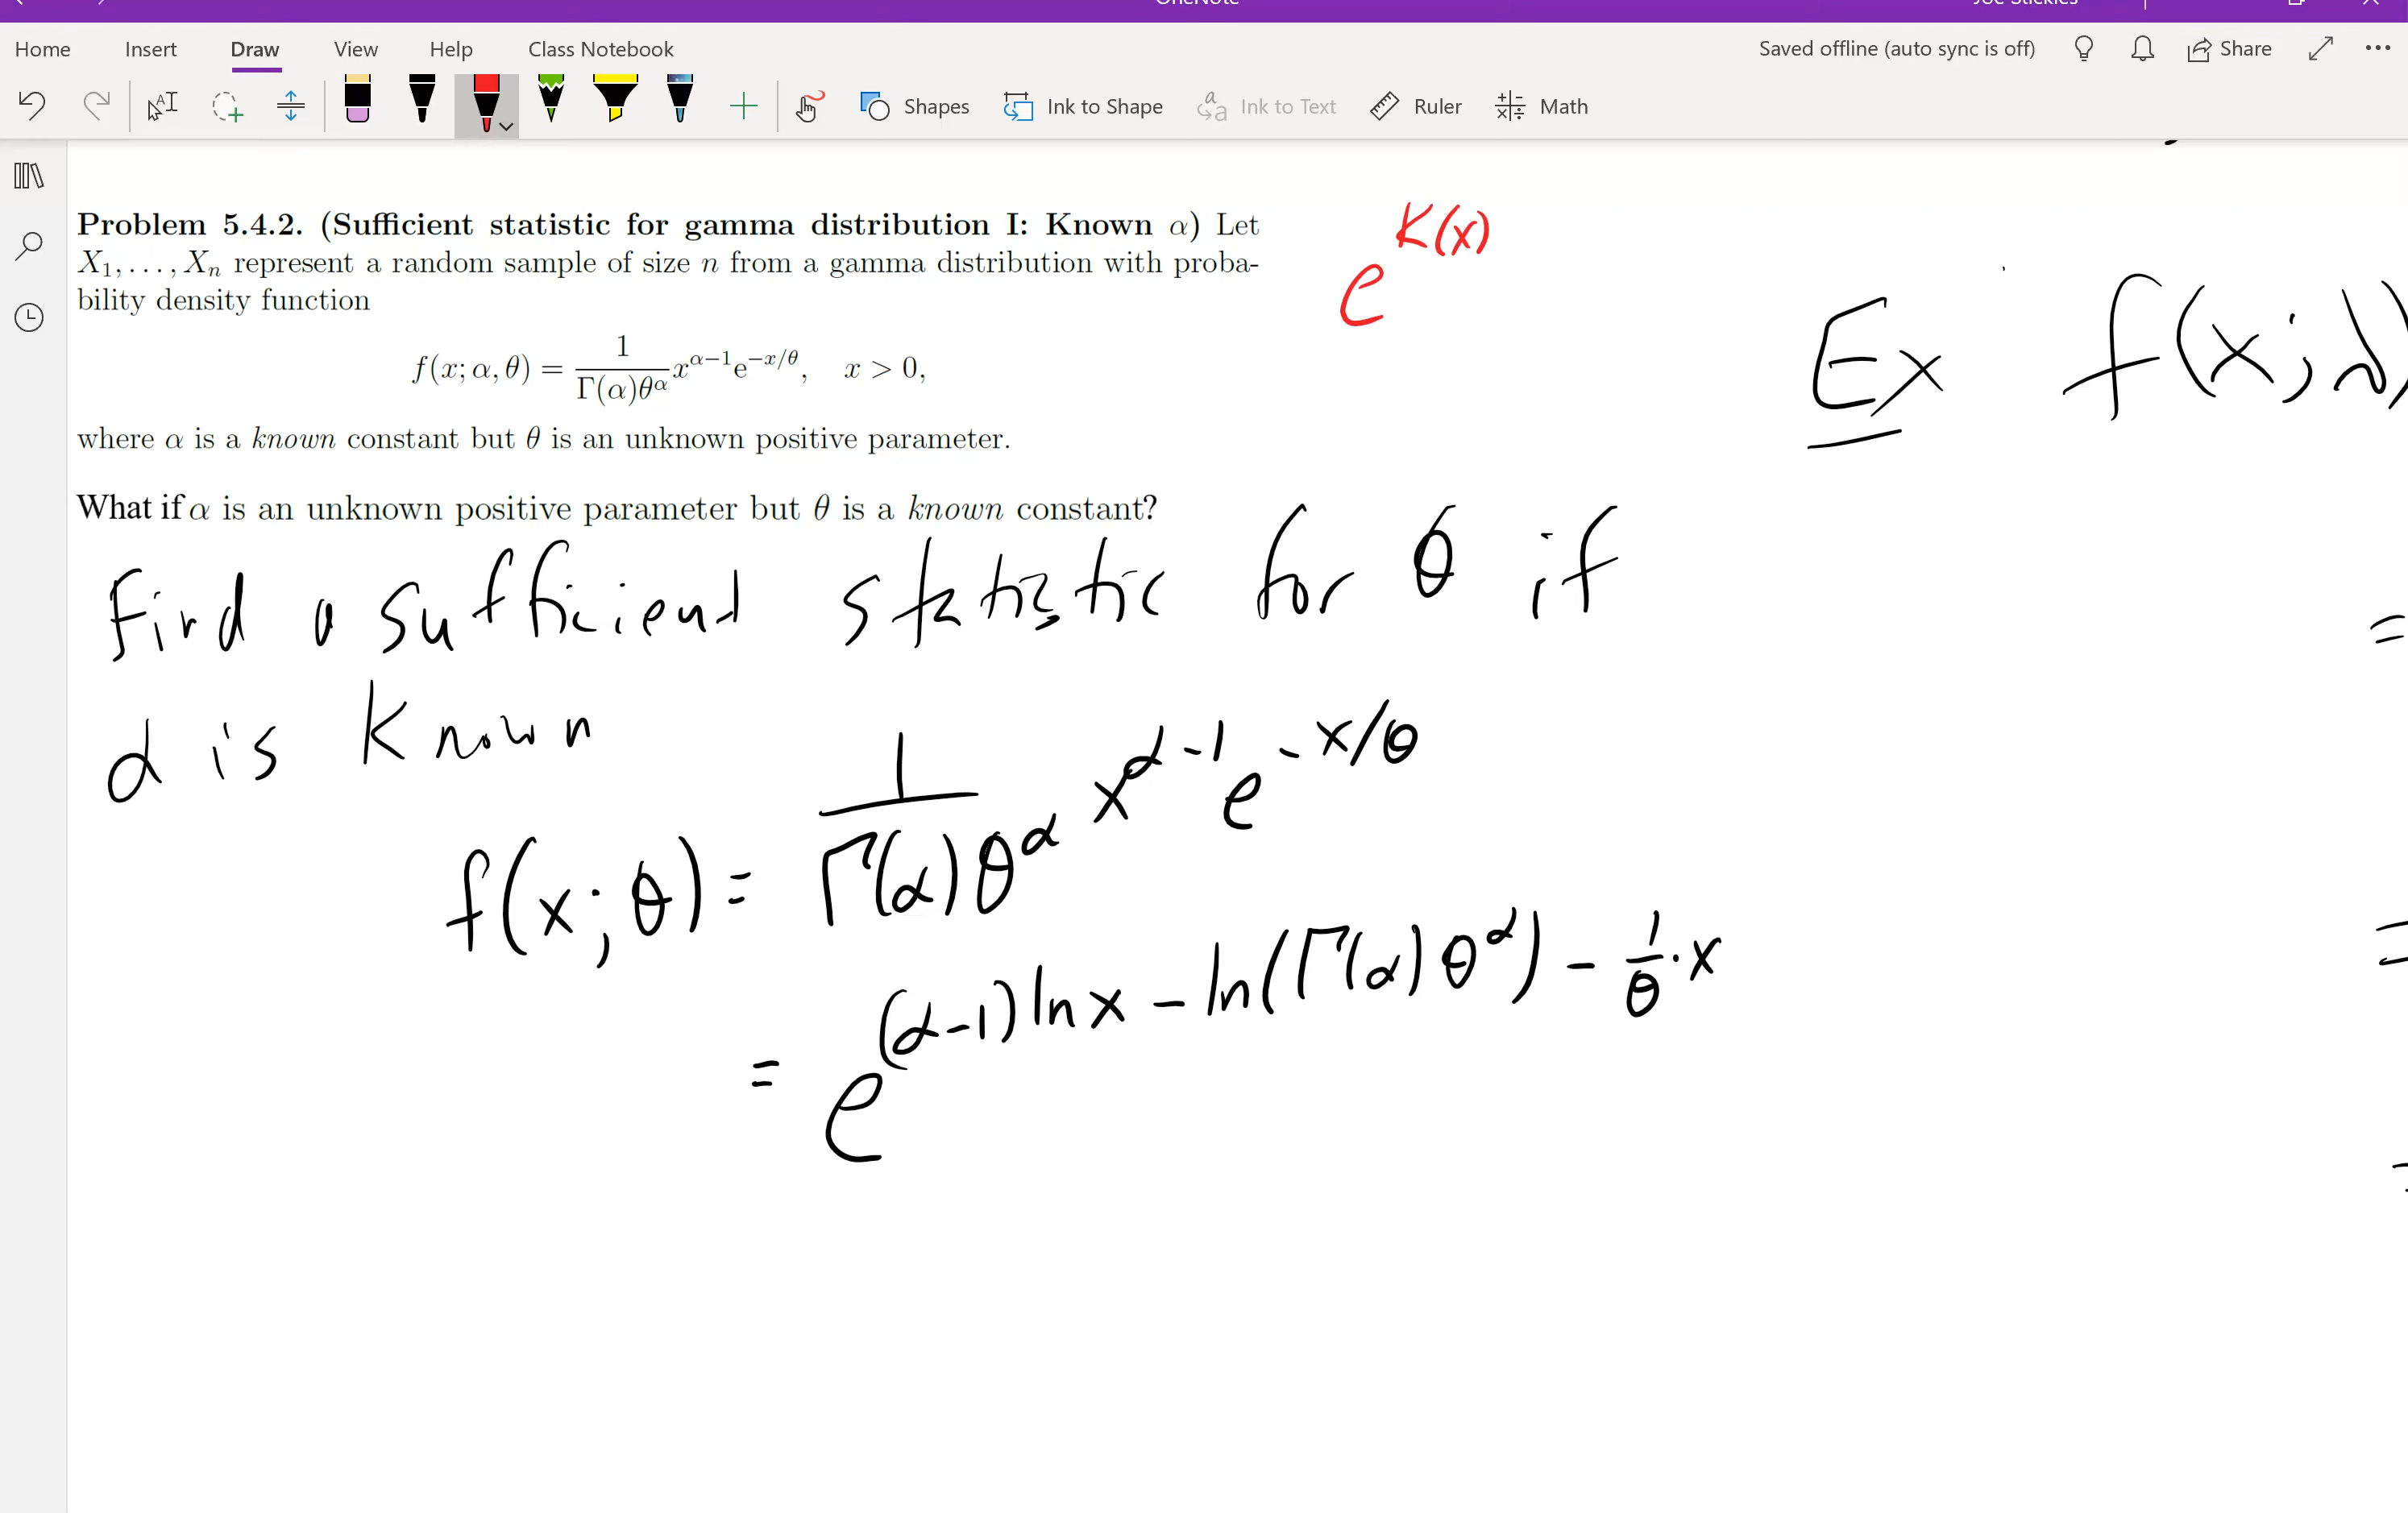 Home Insert Draw View Help Class Notebook Saved offline (auto sync is off) Share
Shapes Ink to Shape Ink to Text Ruler Math
Problem 5.4.2. (Sufficient statistic for gamma distribution I: Known α) Let
X₁, . . . , Xₙ represent a random sample of size n from a gamma distribution with proba-
bility density function
f(x; α, θ) = 1/(Γ(α)θ^α) x^(α−1) e^(−x/θ), x > 0,
where α is a known constant but θ is an unknown positive parameter.
What if α is an unknown positive parameter but θ is a known constant?
e^K(x)
Ex f(x; λ)
Find a sufficient statistic for θ if
α is known
f(x; θ) = 1/(Γ(α)θ^α) x^(α-1) e^(-x/θ)
= e^((α-1) ln x - ln(Γ(α)θ^α) - 1/θ · x)
=